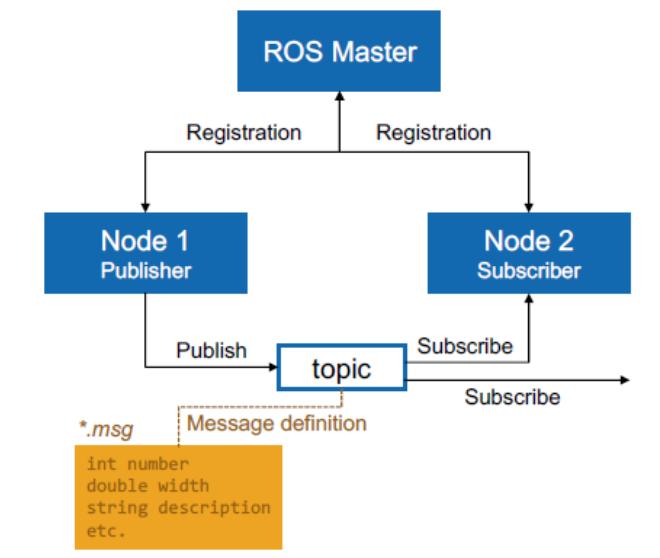 ROS Master
Registration
Registration
Node 1
Publisher
Node 2
Subscriber
Publish
topic
Subscribe
Subscribe
*.msg
Message definition
int number
double width
string description
etc.